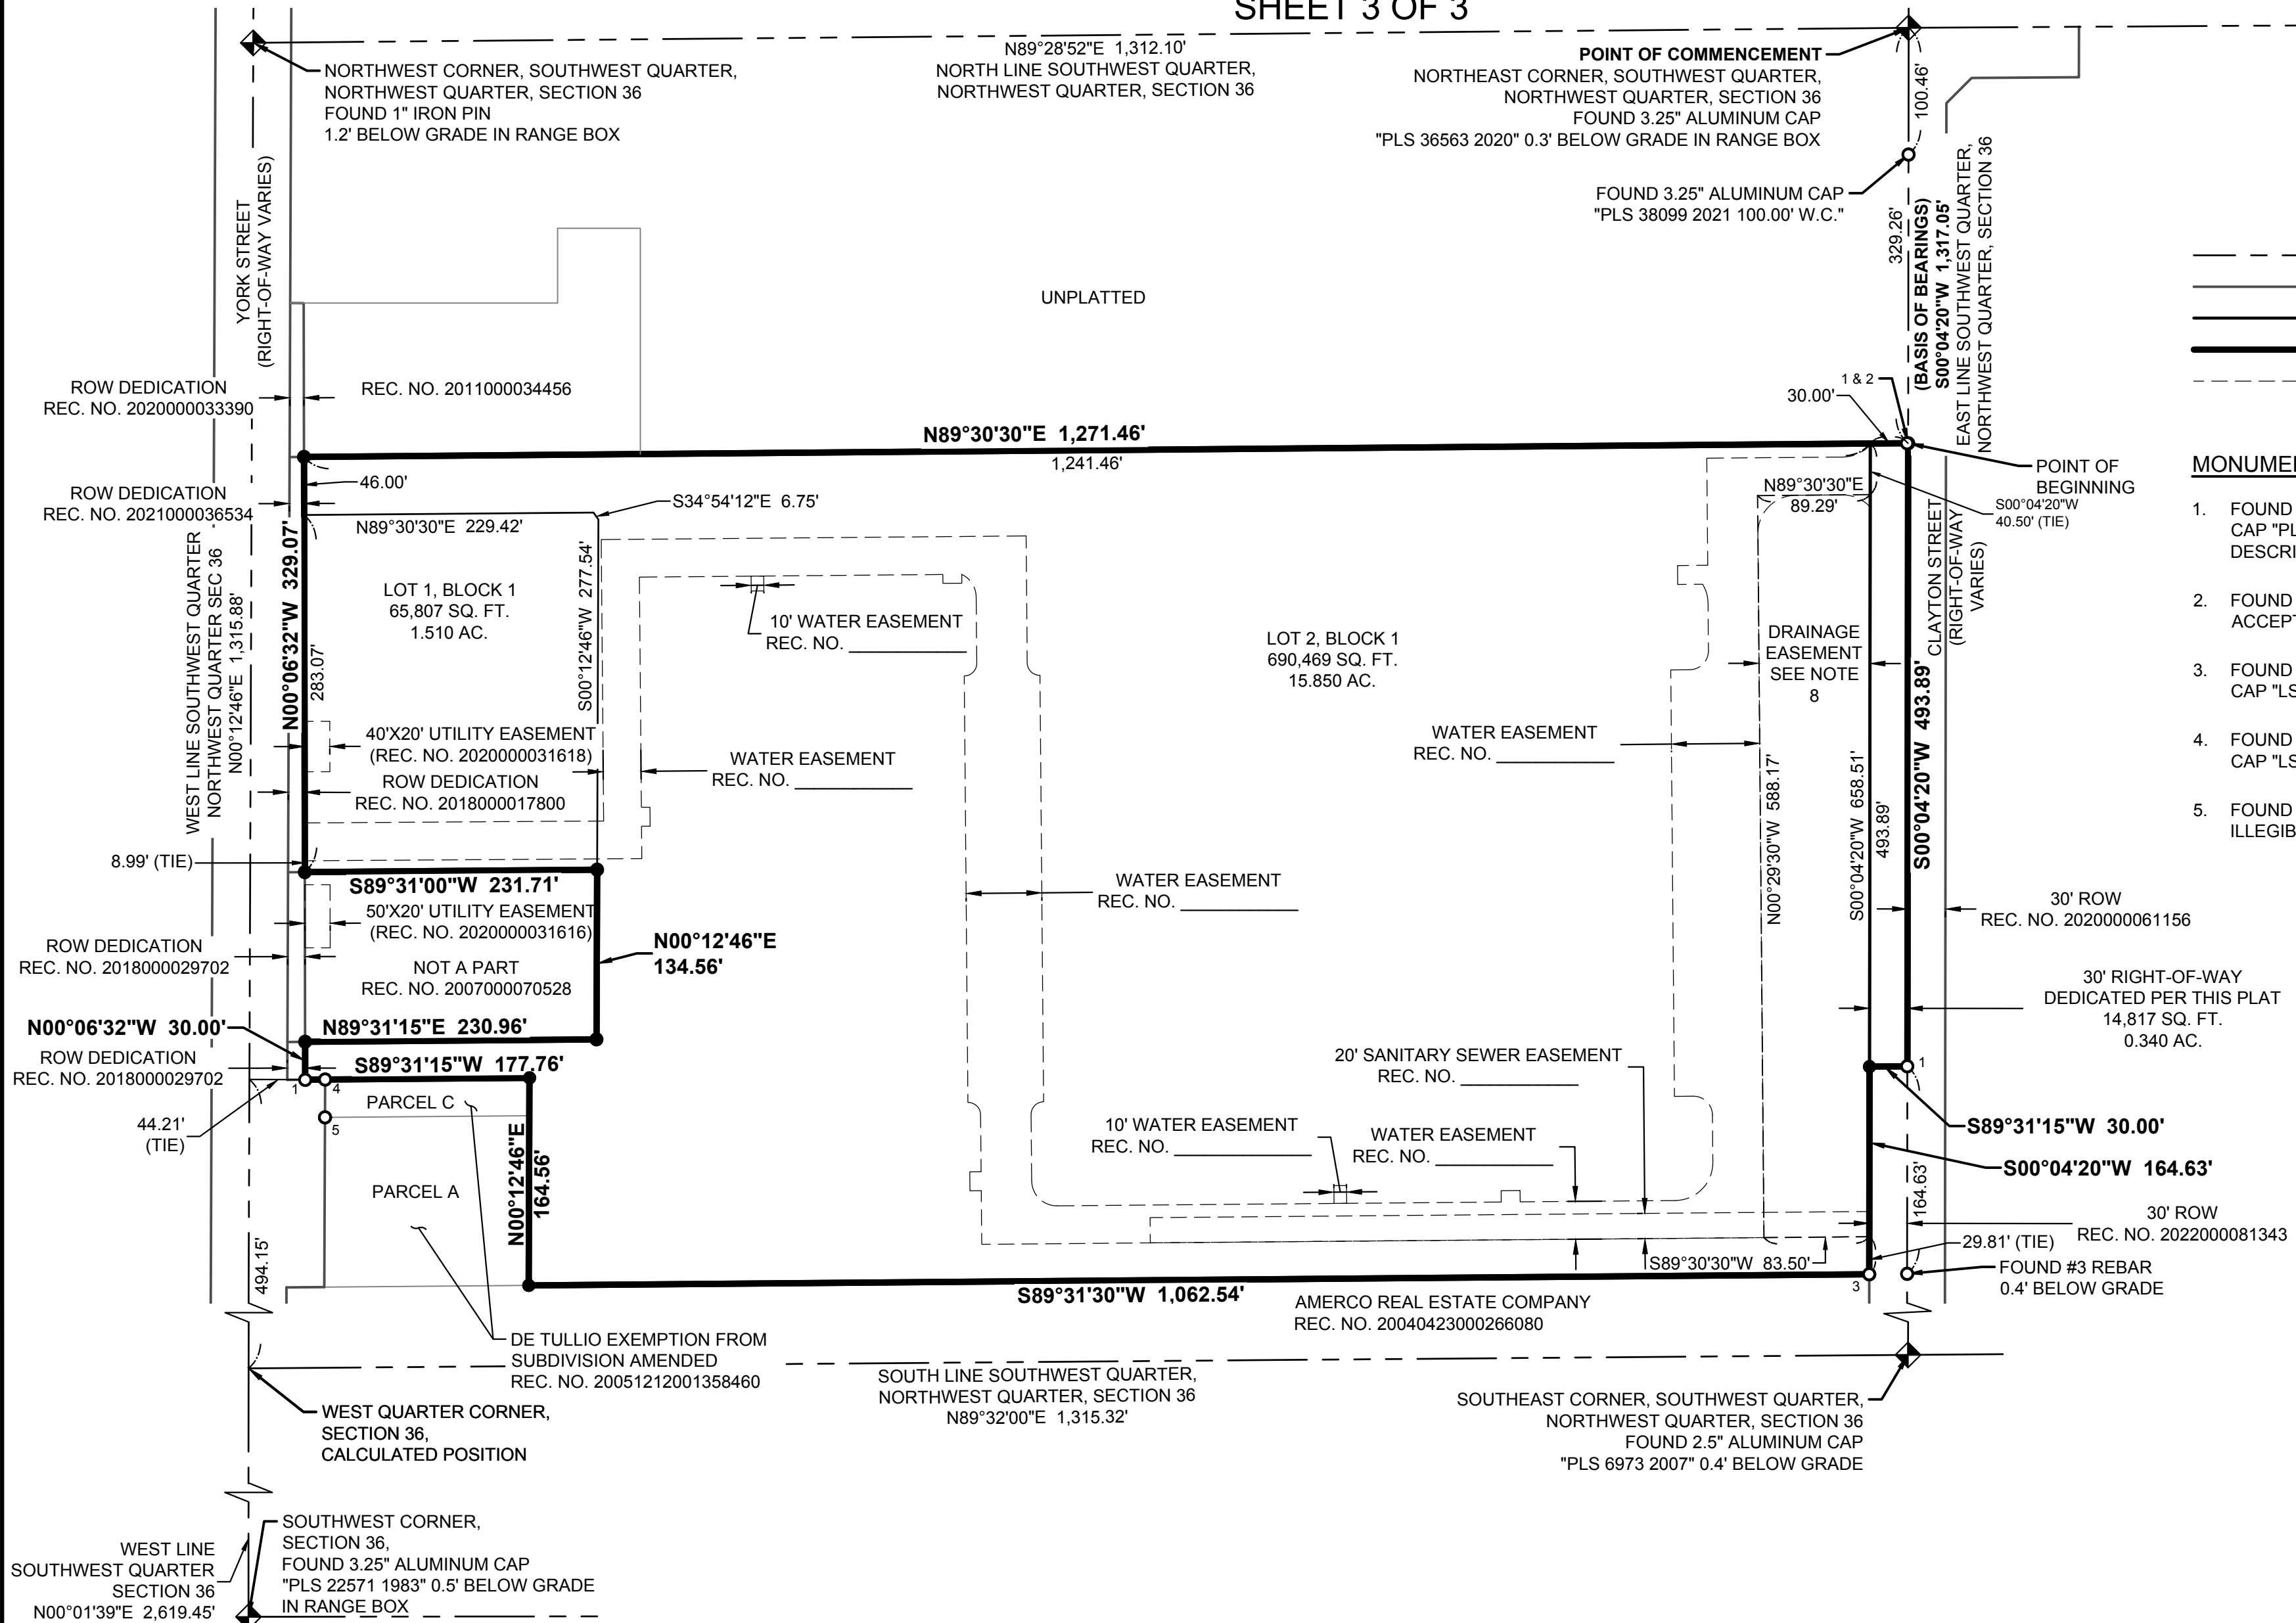 SHEET 3 OF 3
N89°28'52"E 1,312.10'
NORTH LINE SOUTHWEST QUARTER,
NORTHWEST QUARTER, SECTION 36
NORTHWEST CORNER, SOUTHWEST QUARTER,
NORTHWEST QUARTER, SECTION 36
FOUND 1" IRON PIN
1.2' BELOW GRADE IN RANGE BOX
POINT OF COMMENCEMENT
NORTHEAST CORNER, SOUTHWEST QUARTER,
NORTHWEST QUARTER, SECTION 36
FOUND 3.25" ALUMINUM CAP
"PLS 36563 2020" 0.3' BELOW GRADE IN RANGE BOX
100.46'
FOUND 3.25" ALUMINUM CAP
"PLS 38099 2021 100.00' W.C."
329.26'
(BASIS OF BEARINGS)
S00°04'20"W 1,317.05'
EAST LINE SOUTHWEST QUARTER,
NORTHWEST QUARTER, SECTION 36
YORK STREET
(RIGHT-OF-WAY VARIES)
UNPLATTED
ROW DEDICATION
REC. NO. 2020000033390
REC. NO. 2011000034456
1 & 2
30.00'
N89°30'30"E 1,271.46'
1,241.46'
46.00'
POINT OF
BEGINNING
S00°04'20"W
40.50' (TIE)
ROW DEDICATION
REC. NO. 2021000036534
N89°30'30"E 229.42'
S34°54'12"E 6.75'
N89°30'30"E
89.29'
MONUME
1. FOUND
CAP "PL
DESCRI
2. FOUND
ACCEPT
3. FOUND
CAP "LS
4. FOUND
CAP "LS
5. FOUND
ILLEGIB
WEST LINE SOUTHWEST QUARTER
NORTHWEST QUARTER SEC 36
N00°12'46"E 1,315.88'
N00°06'32"W 329.07'
283.07'
LOT 1, BLOCK 1
65,807 SQ. FT.
1.510 AC.
S00°12'46"W 277.54'
10' WATER EASEMENT
REC. NO. ____________
LOT 2, BLOCK 1
690,469 SQ. FT.
15.850 AC.
DRAINAGE
EASEMENT
SEE NOTE
8
CLAYTON STREET
(RIGHT-OF-WAY
VARIES)
40'X20' UTILITY EASEMENT
(REC. NO. 2020000031618)
ROW DEDICATION
REC. NO. 2018000017800
WATER EASEMENT
REC. NO. ____________
WATER EASEMENT
REC. NO. ____________
N00°29'30"W 588.17'
S00°04'20"W 658.51'
493.89'
S00°04'20"W 493.89'
8.99' (TIE)
S89°31'00"W 231.71'
50'X20' UTILITY EASEMENT
(REC. NO. 2020000031616)
WATER EASEMENT
REC. NO. ____________
30' ROW
REC. NO. 2020000061156
ROW DEDICATION
REC. NO. 2018000029702
NOT A PART
REC. NO. 2007000070528
N00°12'46"E
134.56'
30' RIGHT-OF-WAY
DEDICATED PER THIS PLAT
14,817 SQ. FT.
0.340 AC.
N00°06'32"W 30.00'
N89°31'15"E 230.96'
ROW DEDICATION
REC. NO. 2018000029702
S89°31'15"W 177.76'
20' SANITARY SEWER EASEMENT
REC. NO. ____________
1
1
4
5
PARCEL C
44.21'
(TIE)
10' WATER EASEMENT
REC. NO. ____________
WATER EASEMENT
REC. NO. ____________
S89°31'15"W 30.00'
S00°04'20"W 164.63'
PARCEL A
N00°12'46"E
164.56'
164.63'
30' ROW
REC. NO. 2022000081343
494.15'
S89°30'30"W 83.50'
29.81' (TIE)
3
FOUND #3 REBAR
0.4' BELOW GRADE
S89°31'30"W 1,062.54'
AMERCO REAL ESTATE COMPANY
REC. NO. 20040423000266080
DE TULLIO EXEMPTION FROM
SUBDIVISION AMENDED
REC. NO. 20051212001358460
SOUTH LINE SOUTHWEST QUARTER,
NORTHWEST QUARTER, SECTION 36
N89°32'00"E 1,315.32'
WEST QUARTER CORNER,
SECTION 36,
CALCULATED POSITION
SOUTHEAST CORNER, SOUTHWEST QUARTER,
NORTHWEST QUARTER, SECTION 36
FOUND 2.5" ALUMINUM CAP
"PLS 6973 2007" 0.4' BELOW GRADE
WEST LINE
SOUTHWEST QUARTER
SECTION 36
N00°01'39"E 2,619.45'
SOUTHWEST CORNER,
SECTION 36,
FOUND 3.25" ALUMINUM CAP
"PLS 22571 1983" 0.5' BELOW GRADE
IN RANGE BOX